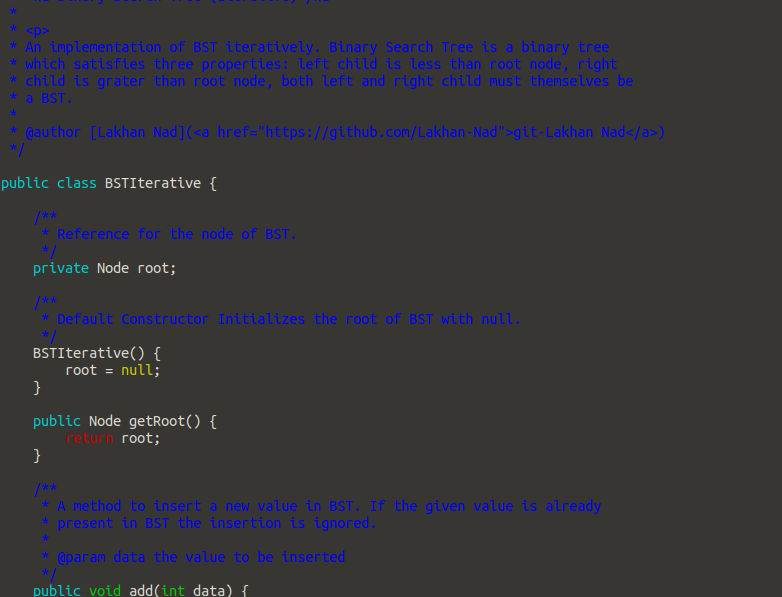 *
* <p>
* An implementation of BST iteratively. Binary Search Tree is a binary tree
* which satisfies three properties: left child is less than root node, right
* child is grater than root node, both left and right child must themselves be
* a BST.
*
* @author [Lakhan Nad](<a href="https://github.com/Lakhan-Nad">git-Lakhan Nad</a>)
*/
public class BSTIterative {
/**
* Reference for the node of BST.
*/
private Node root;
/**
* Default Constructor Initializes the root of BST with null.
*/
BSTIterative() {
root = null;
}
public Node getRoot() {
return root;
}
/**
* A method to insert a new value in BST. If the given value is already
* present in BST the insertion is ignored.
*
* @param data the value to be inserted
*/
public void add(int data) {